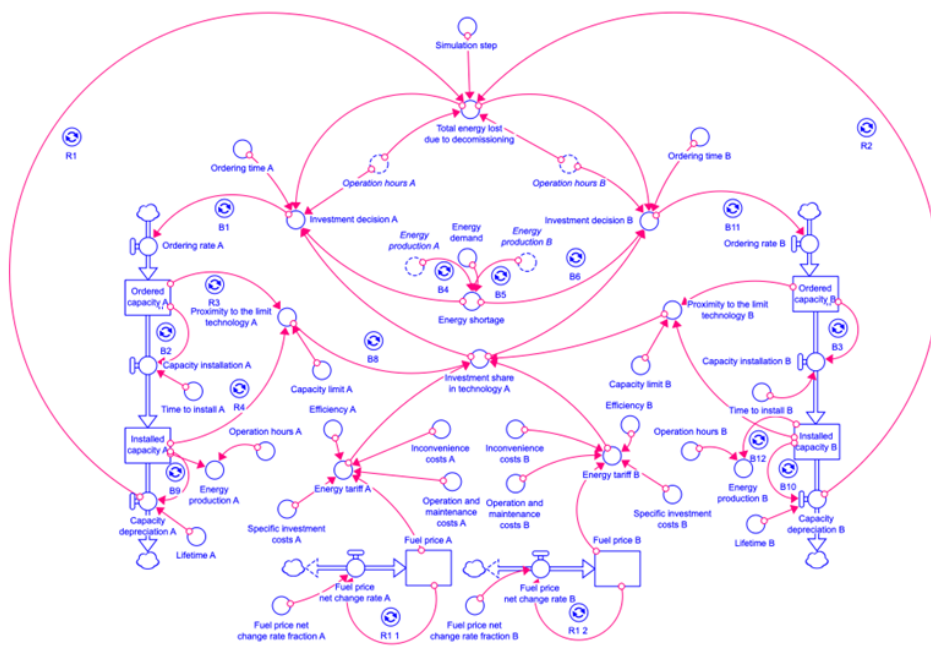 Simulation step
Total energy lost
due to decomissioning
R1
R2
Ordering time A
Operation hours A
Operation hours B
Ordering time B
B1
Investment decision A
Investment decision B
B11
Ordering rate A
Energy
production A
Energy
demand
Energy
production B
B6
Ordering rate B
B4
B5
Ordered
capacity A
R3
Proximity to the limit
technology A
Energy shortage
Proximity to the limit
technology B
Ordered
capacity B
B2
B8
B3
Capacity installation A
Investment share
in technology A
Capacity installation B
Capacity limit A
Capacity limit B
Time to install A
R4
Efficiency A
Efficiency B
Time to install B
Installed
capacity A
Operation hours A
Inconvenience
costs A
Inconvenience
costs B
Operation hours B
Installed
capacity B
B12
B9
Energy
production A
Energy tariff A
Energy tariff B
Energy
production B
B10
Operation and
maintenance costs A
Operation and
maintenance costs B
Capacity
depreciation A
Specific investment
costs A
Specific investment
costs B
Capacity
depreciation B
Lifetime A
Lifetime B
Fuel price A
Fuel price B
Fuel price
net change rate A
Fuel price
net change rate B
Fuel price net
change rate fraction A
R1 1
Fuel price net
change rate fraction B
R1 2